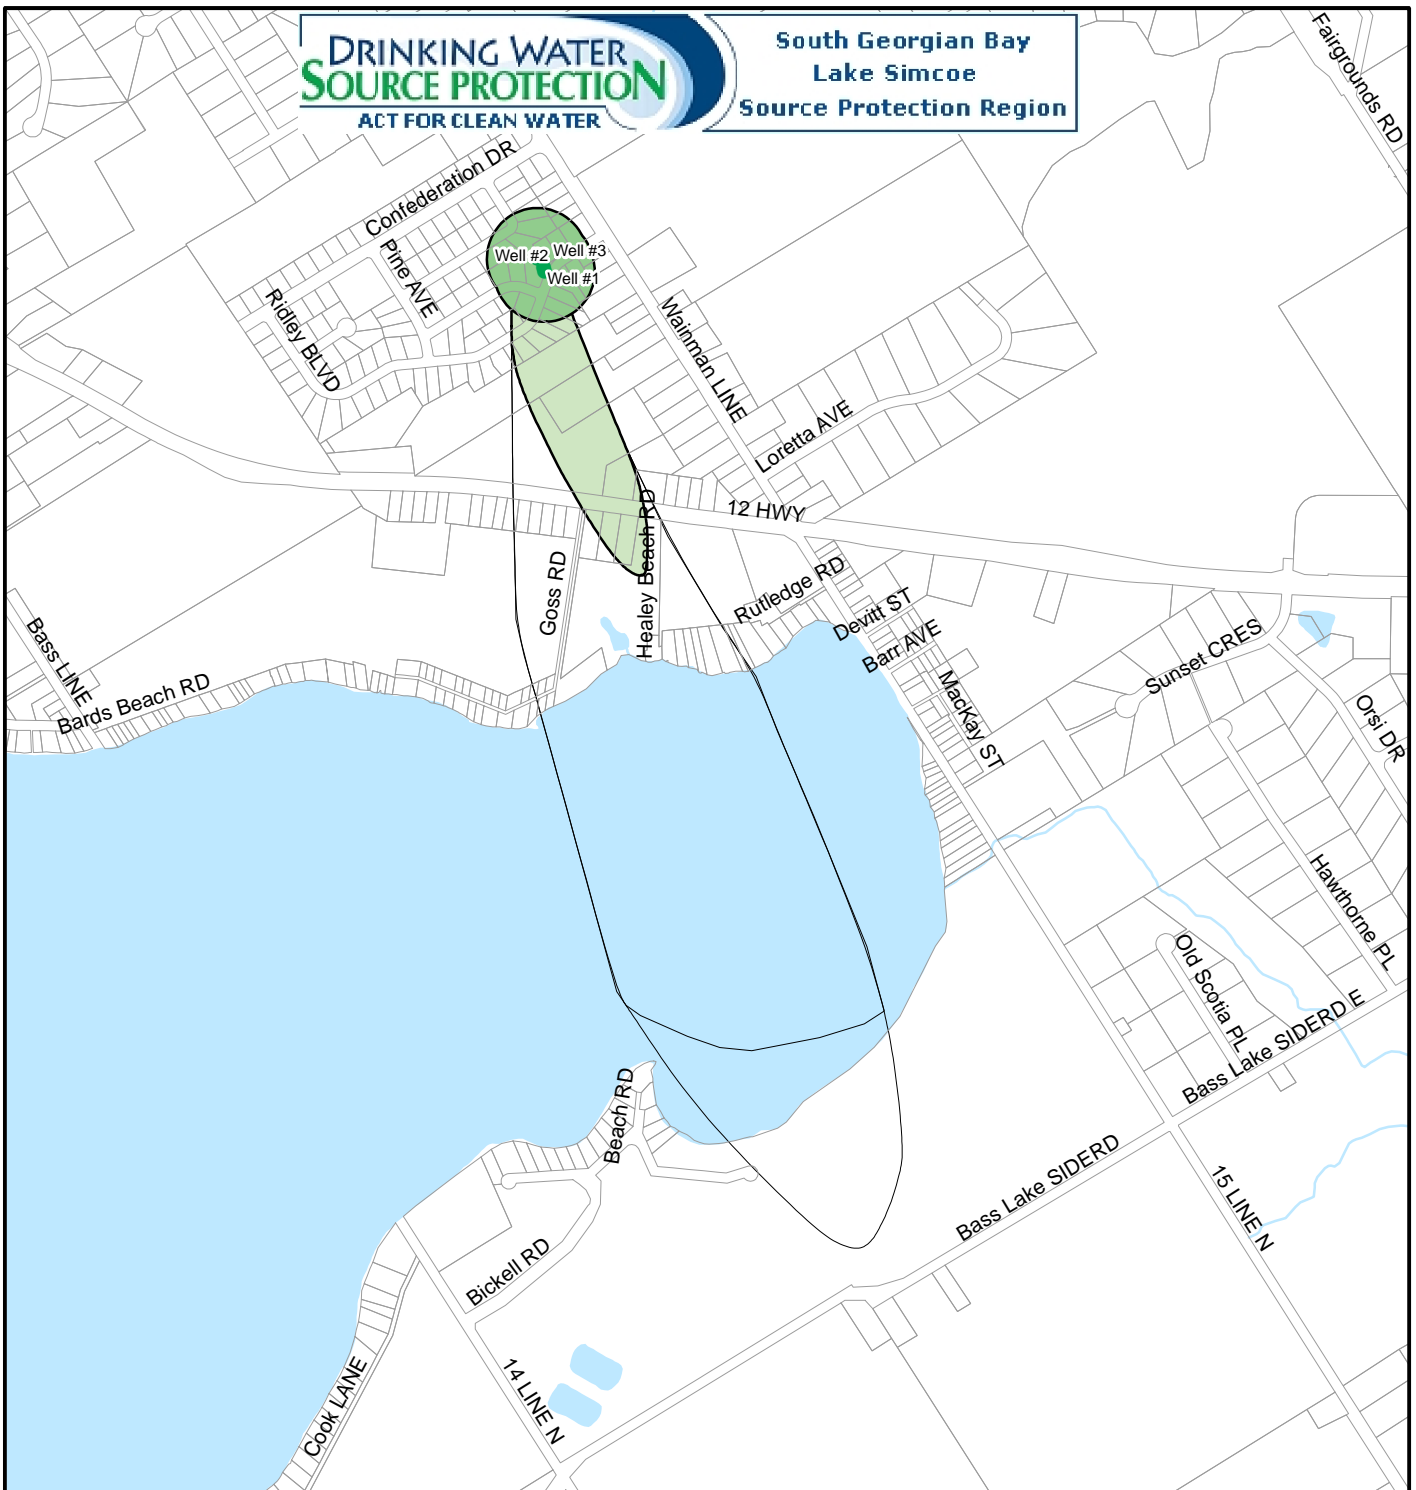 DRINKING WATER
SOURCE PROTECTION
ACT FOR CLEAN WATER
South Georgian Bay
Lake Simcoe
Source Protection Region
Fairgrounds RD
Confederation DR
Pine AVE
Ridley BLVD
Well #2
Well #3
Well #1
Wainman LINE
Loretta AVE
12 HWY
Goss RD
Healey Beach RD
Rutledge RD
Devitt ST
Barr AVE
MacKay ST
Sunset CRES
Orsi DR
Bass LINE
Bards Beach RD
Hawthorne PL
Old Scotia PL
Bass Lake SIDERD E
Beach RD
Bass Lake SIDERD
15 LINE N
Bickell RD
14 LINE N
Cook LANE